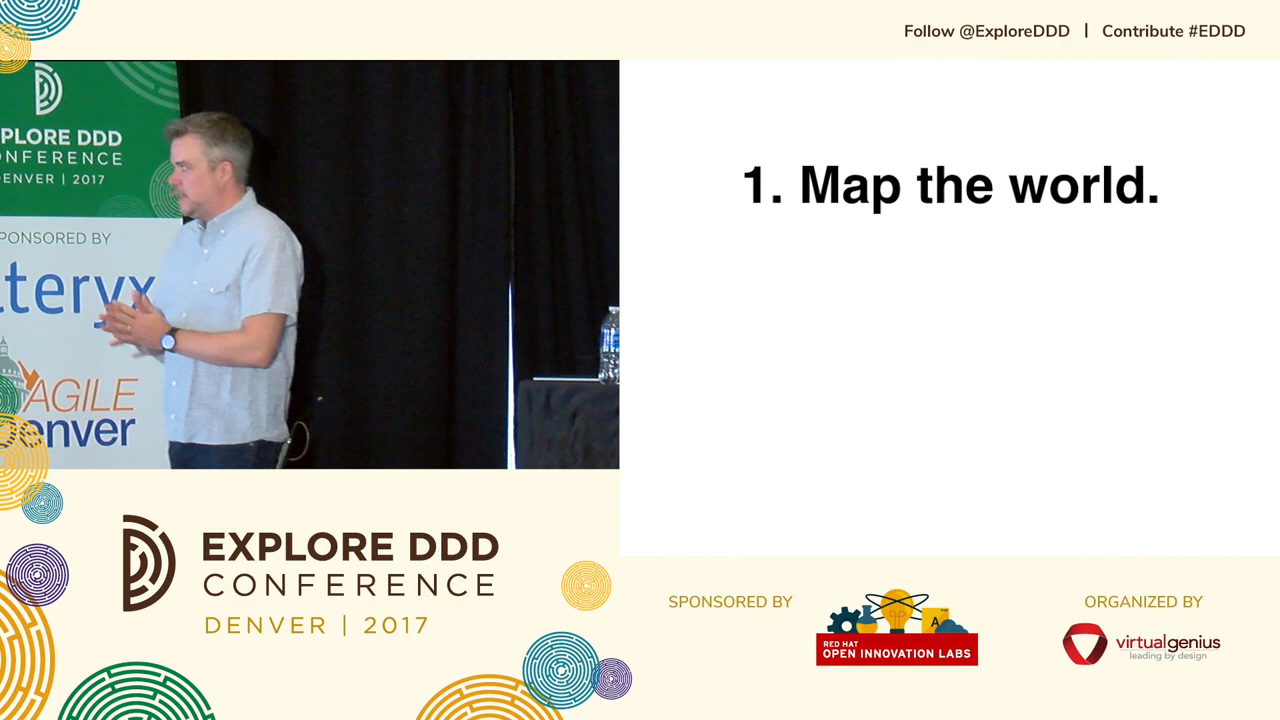 Follow @ExploreDDD | Contribute #EDDD
PLORE DDD
ONFERENCE
ENVER | 2017
PONSORED BY
teryx
AGILE
enver
1. Map the world.
EXPLORE DDD
CONFERENCE
DENVER | 2017
SPONSORED BY
RED HAT
OPEN INNOVATION LABS
A
ORGANIZED BY
virtualgenius
leading by design